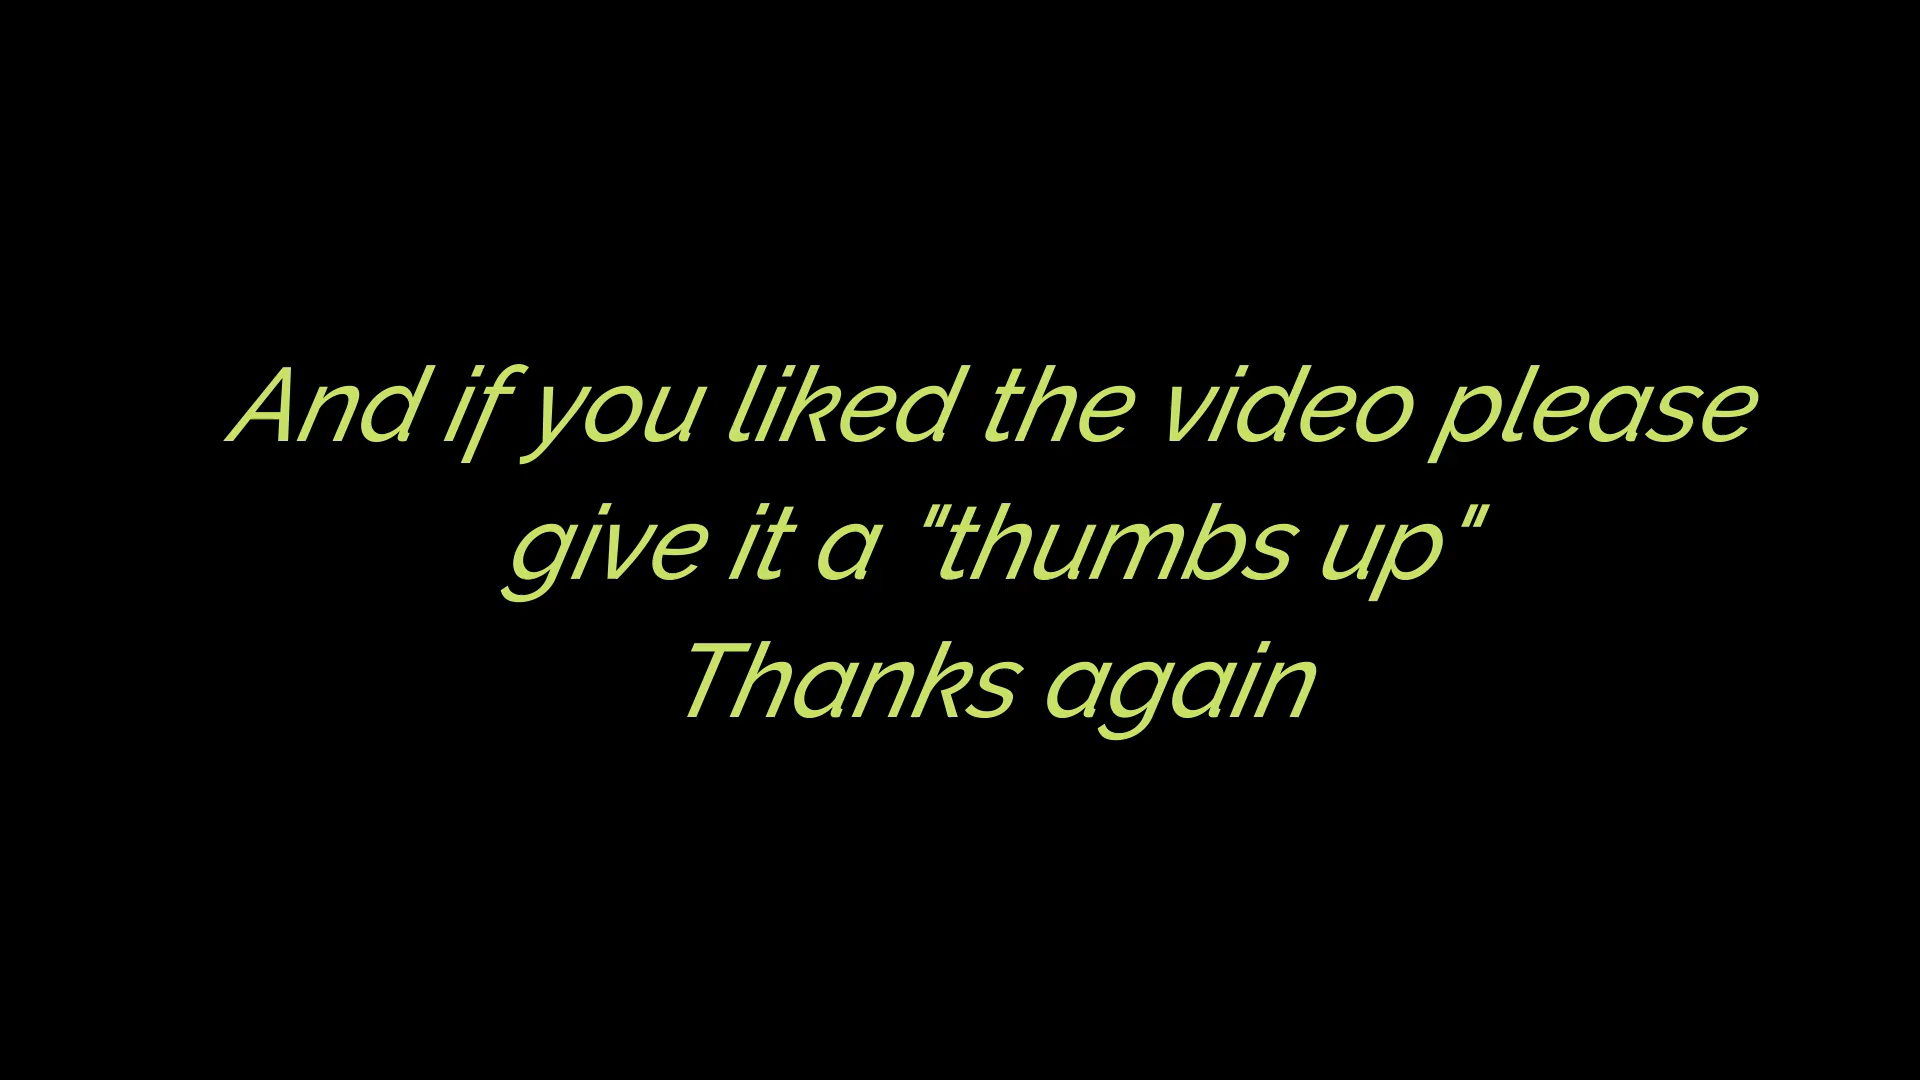 And if you liked the video please
give it a "thumbs up"
Thanks again